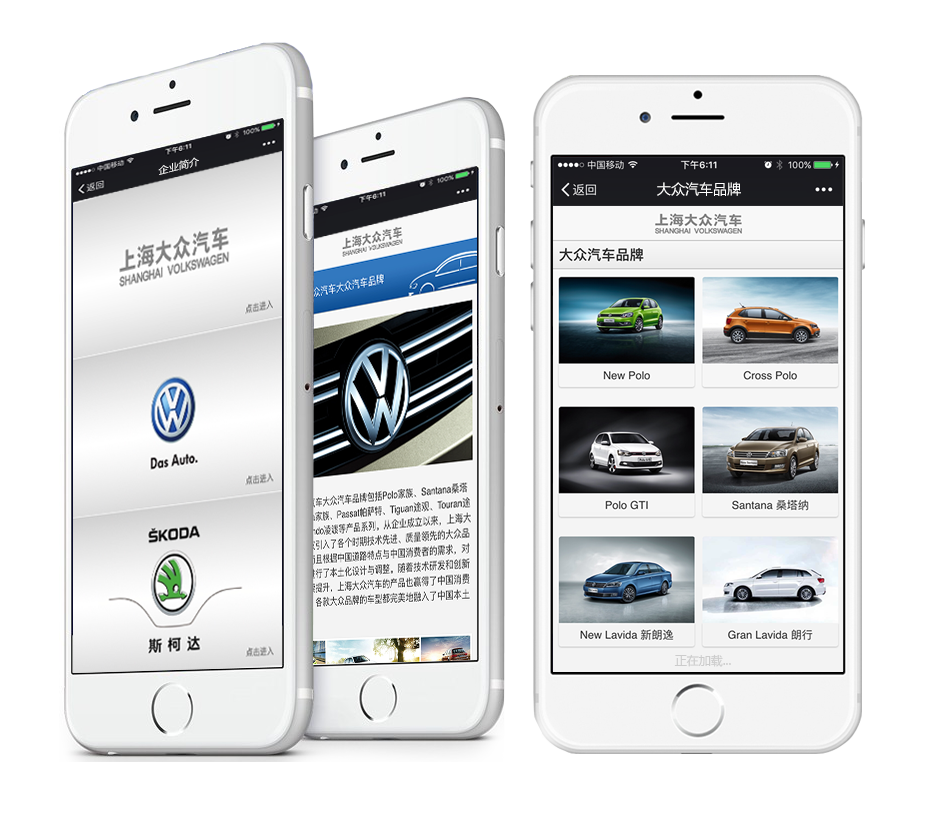 中国移动
下午6:11
100%
返回
企业简介
上海大众汽车
SHANGHAI VOLKSWAGEN
点击进入
Das Auto.
点击进入
ŠKODA
斯柯达
点击进入
下午6:11
100%
上海大众汽车
SHANGHAI VOLKSWAGEN
汽车大众汽车品牌
车大众汽车品牌包括Polo家族、Santana桑塔
家族、Passat帕萨特、Tiguan途观、Touran途
ndo凌渡等产品系列。从企业成立以来，上海大
引入了各个时期技术先进、质量领先的大众品
且根据中国道路特点与中国消费者的需求，对
行了本土化设计与调整。随着技术研发和创新
提升，上海大众汽车的产品也赢得了中国消费
各款大众品牌的车型都完美地融入了中国本土
中国移动
下午6:11
100%
返回
大众汽车品牌
上海大众汽车
SHANGHAI VOLKSWAGEN
大众汽车品牌
New Polo
Cross Polo
Polo GTI
Santana 桑塔纳
New Lavida 新朗逸
Gran Lavida 朗行
正在加载...